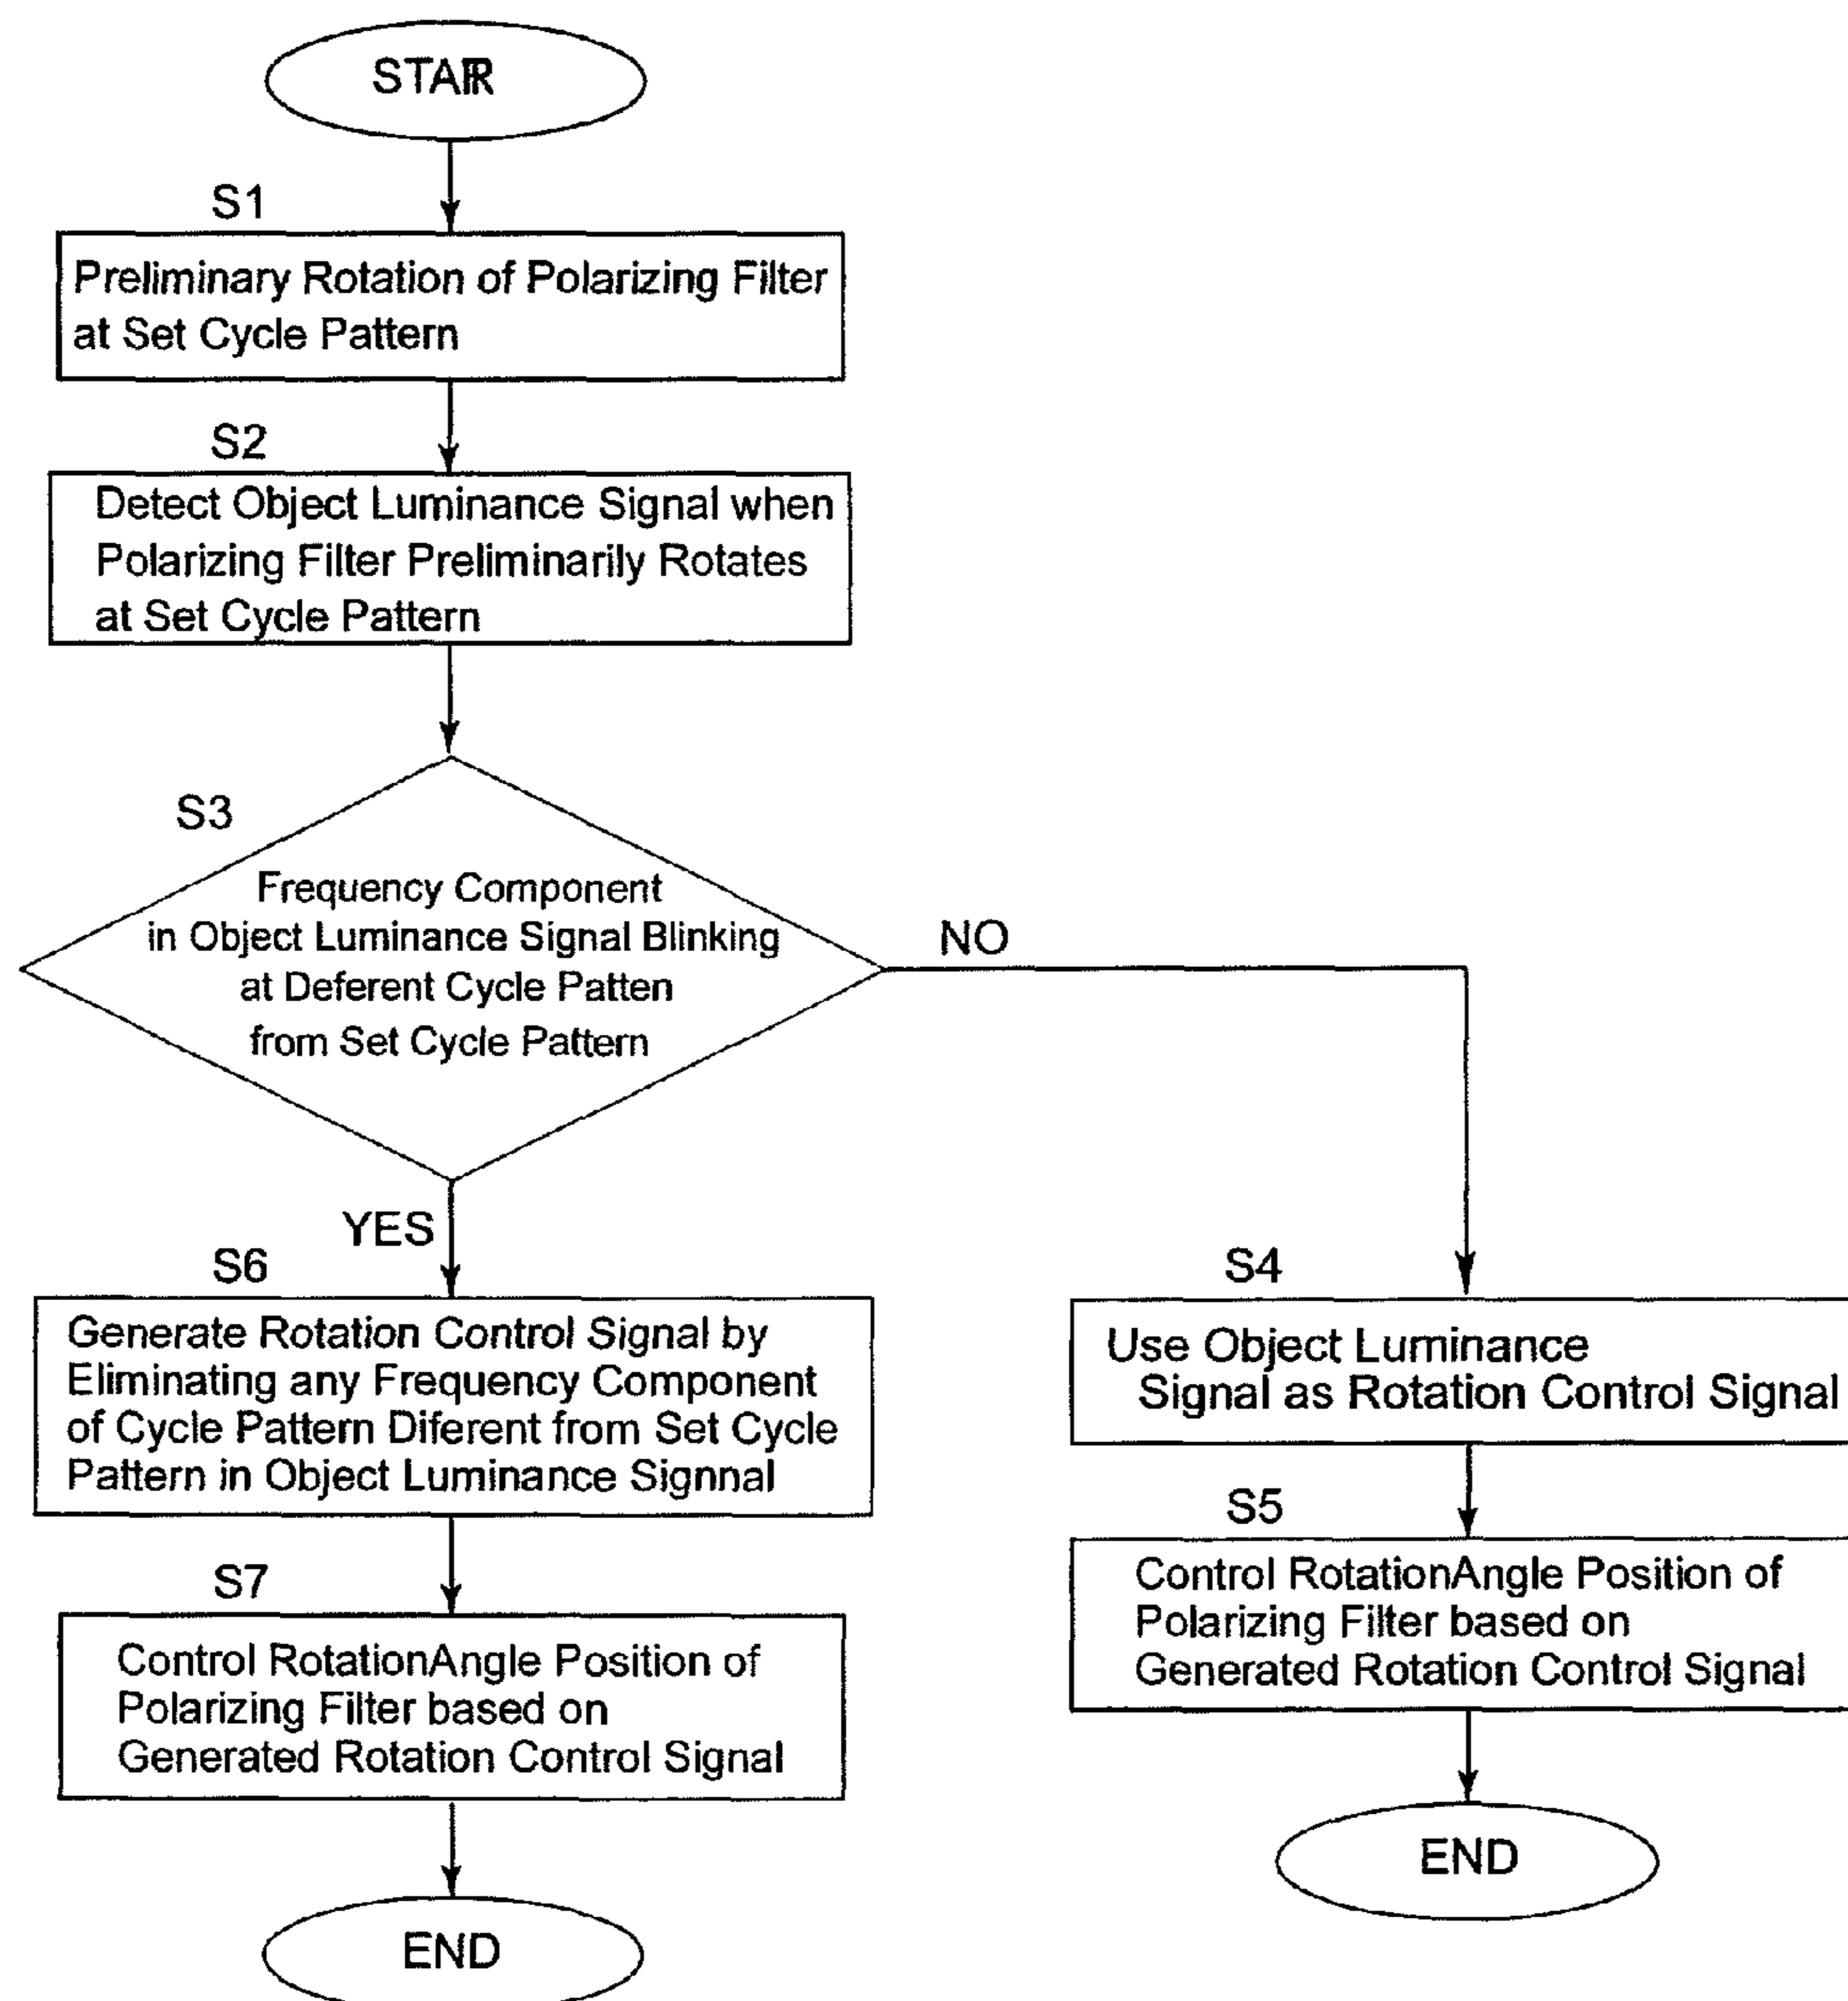 STAIR
S1
Preliminary Rotation of Polarizing Filter
at Set Cycle Pattern
S2
Detect Object Luminance Signal when
Polarizing Filter Preliminarily Rotates
at Set Cycle Pattern
S3
Frequency Component
in Object Luminance Signal Blinking
at Deferent Cycle Patten
from Set Cycle Pattern
NO
YES
S6
Generate Rotation Control Signal by
Eliminating any Frequency Component
of Cycle Pattern Diferent from Set Cycle
Pattern in Object Luminance Signnal
S7
Control RotationAngle Position of
Polarizing Filter based on
Generated Rotation Control Signal
END
S4
Use Object Luminance
Signal as Rotation Control Signal
S5
Control RotationAngle Position of
Polarizing Filter based on
Generated Rotation Control Signal
END